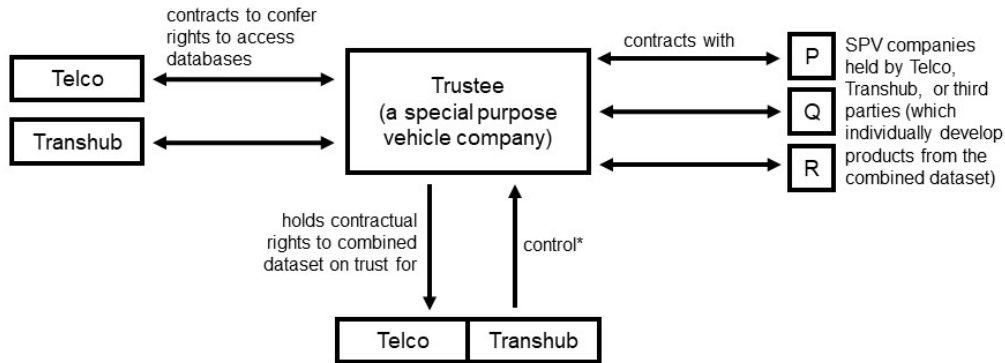 contracts to confer
rights to access
databases
Telco
Transhub
Trustee
(a special purpose
vehicle company)
contracts with
P
Q
R
SPV companies
held by Telco,
Transhub, or third
parties (which
individually develop
products from the
combined dataset)
holds contractual
rights to combined
dataset on trust for
control*
Telco
Transhub